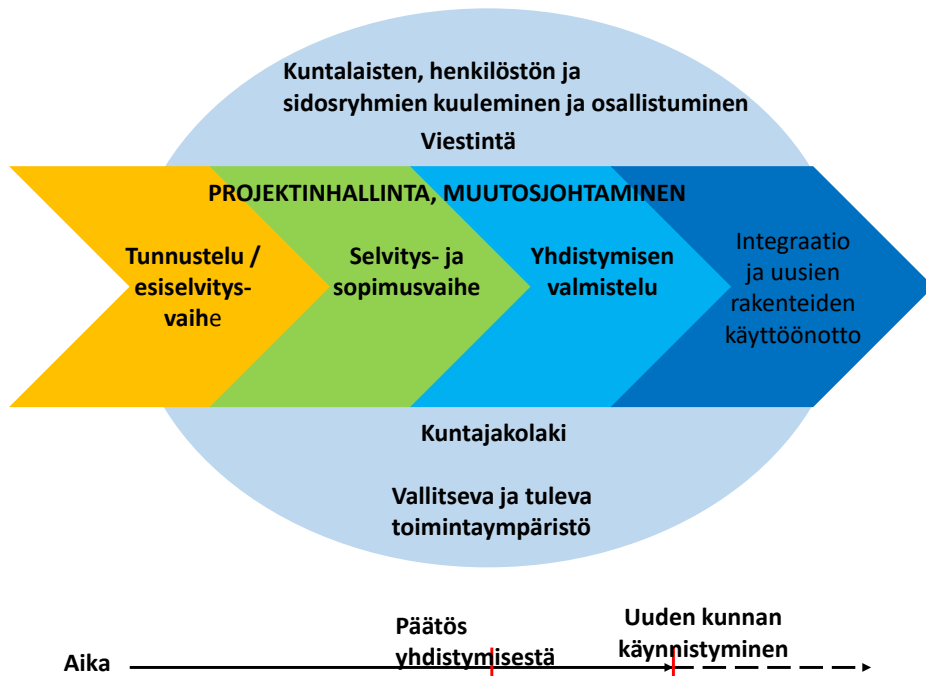 Kuntalaisten, henkilöstön ja
sidosryhmien kuuleminen ja osallistuminen
Viestintä
PROJEKTINHALLINTA, MUUTOSJOHTAMINEN
Tunnustelu /
esiselvitys-
vaihe
Selvitys- ja
sopimusvaihe
Yhdistymisen
valmistelu
Integraatio
ja uusien
rakenteiden
käyttöönotto
Kuntajakolaki
Vallitseva ja tuleva
toimintaympäristö
Päätös
yhdistymisestä
Uuden kunnan
käynnistyminen
Aika